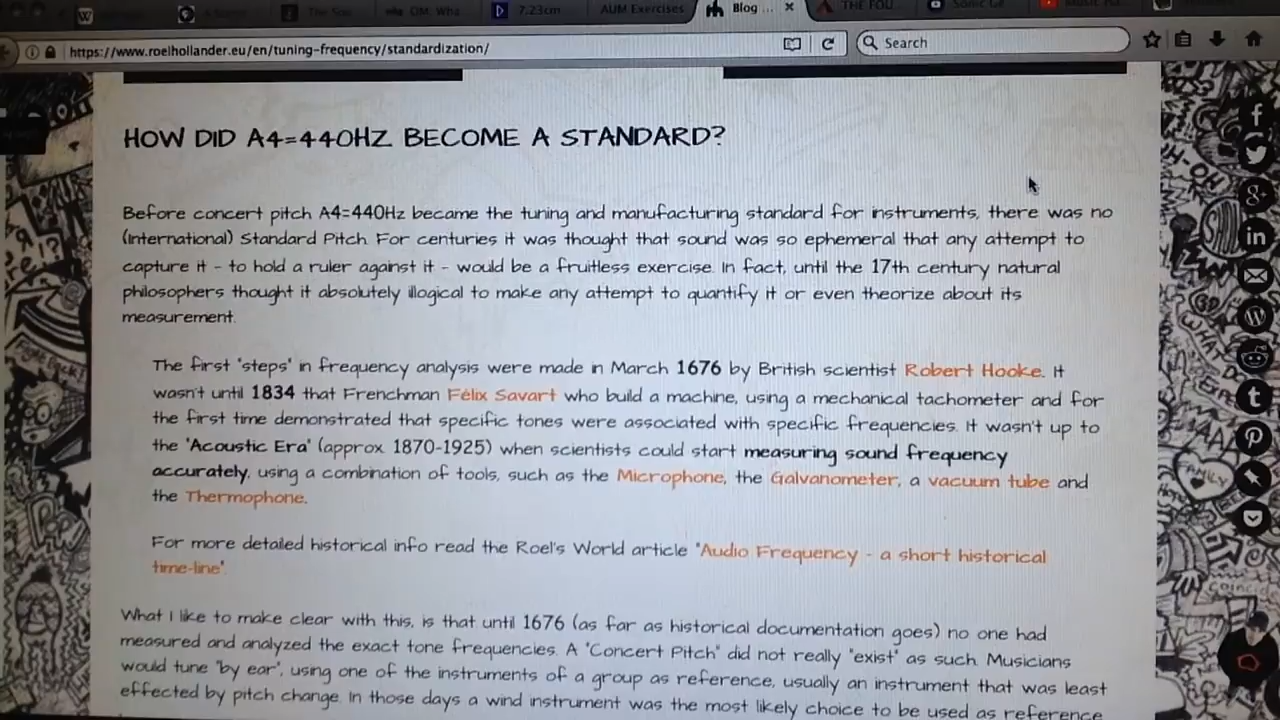 7.23cm
AUM Exercises
Blog ...
https://www.roelhollander.eu/en/tuning-frequency/standardization/
Search
HOW DID A4=440HZ BECOME A STANDARD?
Before concert pitch A4=440Hz became the tuning and manufacturing standard for instruments, there was no
(International) Standard Pitch. For centuries it was thought that sound was so ephemeral that any attempt to
capture it - to hold a ruler against it - would be a fruitless exercise. In fact, until the 17th century natural
philosophers thought it absolutely illogical to make any attempt to quantify it or even theorize about its
measurement.
The first "steps" in frequency analysis were made in March 1676 by British scientist Robert Hooke. It
wasn't until 1834 that Frenchman Félix Savart who build a machine, using a mechanical tachometer and for
the first time demonstrated that specific tones were associated with specific frequencies. It wasn't up to
the "Acoustic Era" (approx. 1870-1925) when scientists could start measuring sound frequency
accurately, using a combination of tools, such as the Microphone, the Galvanometer, a vacuum tube and
the Thermophone.
For more detailed historical info read the Roel's World article "Audio Frequency - a short historical
time-line".
What I like to make clear with this, is that until 1676 (as far as historical documentation goes) no one had
measured and analyzed the exact tone frequencies. A "Concert Pitch" did not really "exist" as such. Musicians
would tune "by ear", using one of the instruments of a group as reference, usually an instrument that was least
effected by pitch change. In those days a wind instrument was the most likely choice to be used as reference